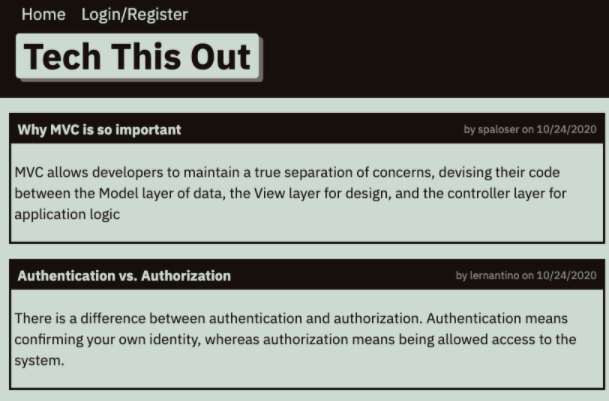 Home Login/Register
Tech This Out
Why MVC is so important by spaloser on 10/24/2020
MVC allows developers to maintain a true separation of concerns, devising their code
between the Model layer of data, the View layer for design, and the controller layer for
application logic
Authentication vs. Authorization by lernantino on 10/24/2020
There is a difference between authentication and authorization. Authentication means
confirming your own identity, whereas authorization means being allowed access to the
system.